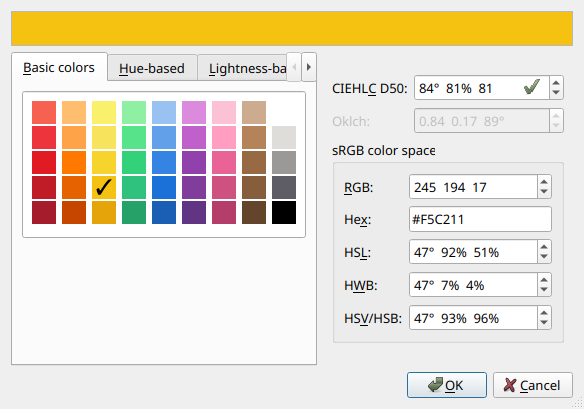 Basic colors
Hue-based
Lightness-ba
CIEHLC D50: 84° 81% 81
Oklch: 0.84 0.17 89°
sRGB color space
RGB: 245 194 17
Hex: #F5C211
HSL: 47° 92% 51%
HWB: 47° 7% 4%
HSV/HSB: 47° 93% 96%
OK
Cancel